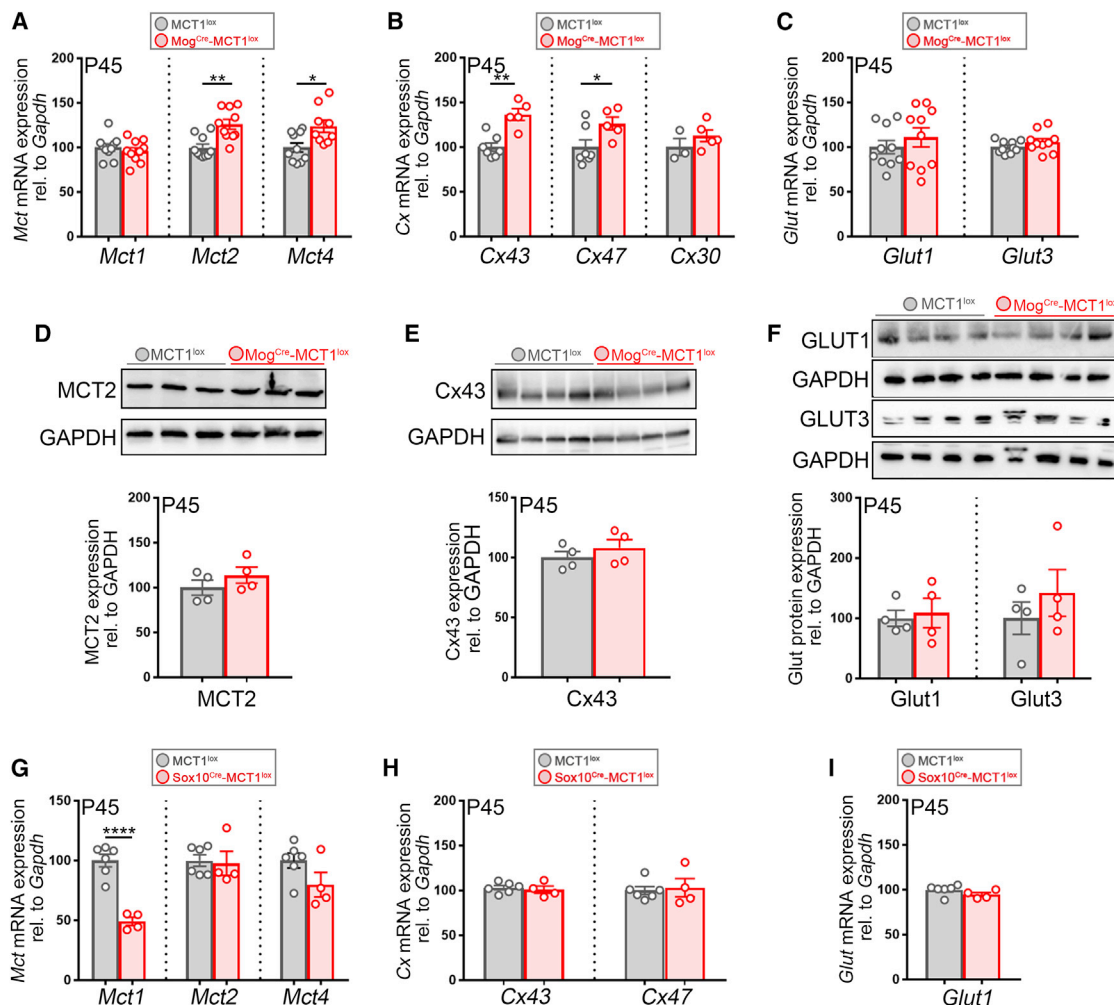 A
MCT1lox
MogCre-MCT1lox
P45
Mct mRNA expression
rel. to Gapdh
200
150
100
50
0
**
*
Mct1
Mct2
Mct4
B
MCT1lox
MogCre-MCT1lox
P45
Cx mRNA expression
rel. to Gapdh
200
150
100
50
0
**
*
Cx43
Cx47
Cx30
C
MCT1lox
MogCre-MCT1lox
P45
Glut mRNA expression
rel. to Gapdh
200
150
100
50
0
Glut1
Glut3
D
MCT1lox
MogCre-MCT1lox
MCT2
GAPDH
P45
MCT2 expression
rel. to GAPDH
200
150
100
50
0
MCT2
E
MCT1lox
MogCre-MCT1lox
Cx43
GAPDH
P45
Cx43 expression
rel. to GAPDH
150
100
50
0
Cx43
F
MCT1lox
MogCre-MCT1lox
GLUT1
GAPDH
GLUT3
GAPDH
P45
Glut protein expression
rel. to GAPDH
300
200
100
0
Glut1
Glut3
G
MCT1lox
Sox10Cre-MCT1lox
P45
Mct mRNA expression
rel. to Gapdh
150
100
50
0
****
Mct1
Mct2
Mct4
H
MCT1lox
Sox10Cre-MCT1lox
P45
Cx mRNA expression
rel. to Gapdh
200
150
100
50
0
Cx43
Cx47
I
MCT1lox
Sox10Cre-MCT1lox
P45
Glut mRNA expression
rel. to Gapdh
200
150
100
50
0
Glut1